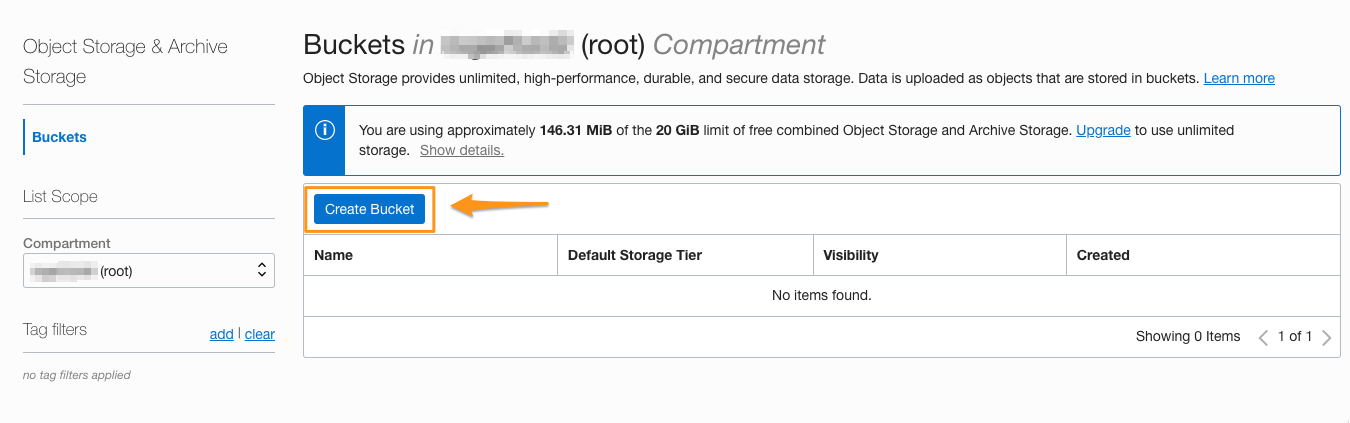 Object Storage & Archive
Storage
Buckets
List Scope
Compartment
(root)
Tag filters
add | clear
no tag filters applied
Buckets in (root) Compartment
Object Storage provides unlimited, high-performance, durable, and secure data storage. Data is uploaded as objects that are stored in buckets. Learn more
You are using approximately 146.31 MiB of the 20 GiB limit of free combined Object Storage and Archive Storage. Upgrade to use unlimited
storage. Show details.
Create Bucket
Name Default Storage Tier Visibility Created
No items found.
Showing 0 Items 1 of 1